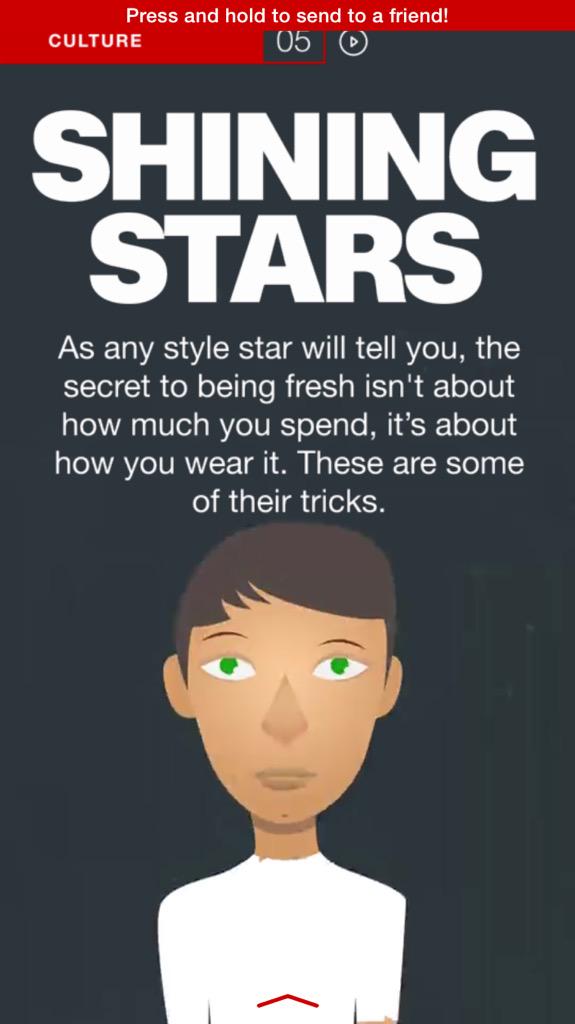 Press and hold to send to a friend!
CULTURE
05
SHINING
STARS
As any style star will tell you, the
secret to being fresh isn't about
how much you spend, it’s about
how you wear it. These are some
of their tricks.